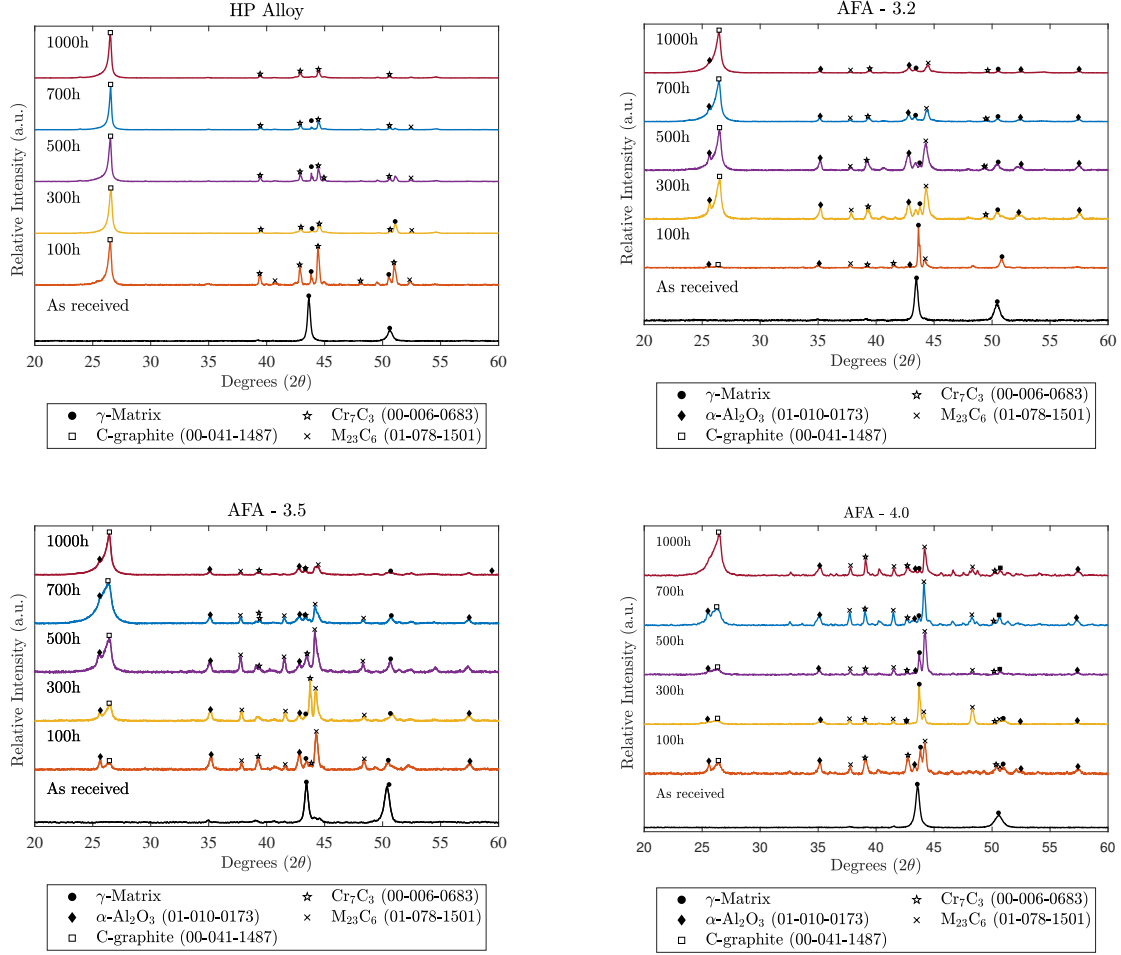 HP Alloy
1000h
700h
500h
300h
100h
As received
Relative Intensity (a.u.)
20 25 30 35 40 45 50 55 60
Degrees (2θ)
γ-Matrix
C-graphite (00-041-1487)
Cr7C3 (00-006-0683)
M23C6 (01-078-1501)
AFA - 3.2
1000h
700h
500h
300h
100h
As received
Relative Intensity (a.u.)
20 25 30 35 40 45 50 55 60
Degrees (2θ)
γ-Matrix
α-Al2O3 (01-010-0173)
C-graphite (00-041-1487)
Cr7C3 (00-006-0683)
M23C6 (01-078-1501)
AFA - 3.5
1000h
700h
500h
300h
100h
As received
Relative Intensity (a.u.)
20 25 30 35 40 45 50 55 60
Degrees (2θ)
γ-Matrix
α-Al2O3 (01-010-0173)
C-graphite (00-041-1487)
Cr7C3 (00-006-0683)
M23C6 (01-078-1501)
AFA - 4.0
1000h
700h
500h
300h
100h
As received
Relative Intensity (a.u.)
20 25 30 35 40 45 50 55 60
Degrees (2θ)
γ-Matrix
α-Al2O3 (01-010-0173)
C-graphite (00-041-1487)
Cr7C3 (00-006-0683)
M23C6 (01-078-1501)